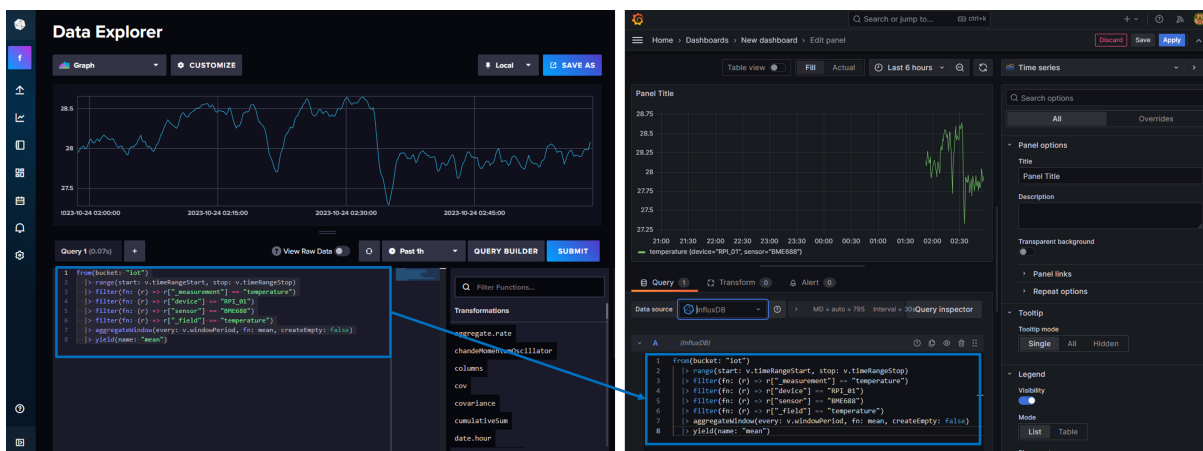 Data Explorer
Graph
CUSTOMIZE
Local
SAVE AS
28.5
28
27.5
2023-10-24 02:15:00
2023-10-24 02:30:00
2023-10-24 02:45:00
Query 1 (0.07s)
+
View Raw Data
Past 1h
QUERY BUILDER
SUBMIT
1 from(bucket: "iot")
2 |> range(start: v.timeRangeStart, stop: v.timeRangeStop)
3 |> filter(fn: (r) => r["_measurement"] == "temperature")
4 |> filter(fn: (r) => r["device"] == "RPI_01")
5 |> filter(fn: (r) => r["sensor"] == "BME688")
6 |> filter(fn: (r) => r["_field"] == "temperature")
7 |> aggregateWindow(every: v.windowPeriod, fn: mean, createEmpty: false)
8 |> yield(name: "mean")
Filter Functions...
Transformations
aggregate.rate
chandeMomentumOscillator
columns
cov
covariance
cumulativeSum
date.hour
Search or jump to...
ctrl+k
Home › Dashboards › New dashboard › Edit panel
Discard
Save
Apply
Table view
Fill
Actual
Last 6 hours
Time series
Panel Title
28.75
28.5
28.25
28
27.75
27.5
27.25
21:00 21:30 22:00 22:30 23:00 23:30 00:00 00:30 01:00 01:30 02:00 02:30
temperature {device="RPI_01", sensor="BME688"}
Query 1
Transform 0
Alert 0
Data source
InfluxDB
MD = auto = 795
Interval = 30s
Query inspector
A
(InfluxDB)
1 from(bucket: "iot")
2 |> range(start: v.timeRangeStart, stop: v.timeRangeStop)
3 |> filter(fn: (r) => r["_measurement"] == "temperature")
4 |> filter(fn: (r) => r["device"] == "RPI_01")
5 |> filter(fn: (r) => r["sensor"] == "BME688")
6 |> filter(fn: (r) => r["_field"] == "temperature")
7 |> aggregateWindow(every: v.windowPeriod, fn: mean, createEmpty: false)
8 |> yield(name: "mean")
Search options
All
Overrides
Panel options
Title
Panel Title
Description
Transparent background
Panel links
Repeat options
Tooltip
Tooltip mode
Single
All
Hidden
Legend
Visibility
Mode
List
Table